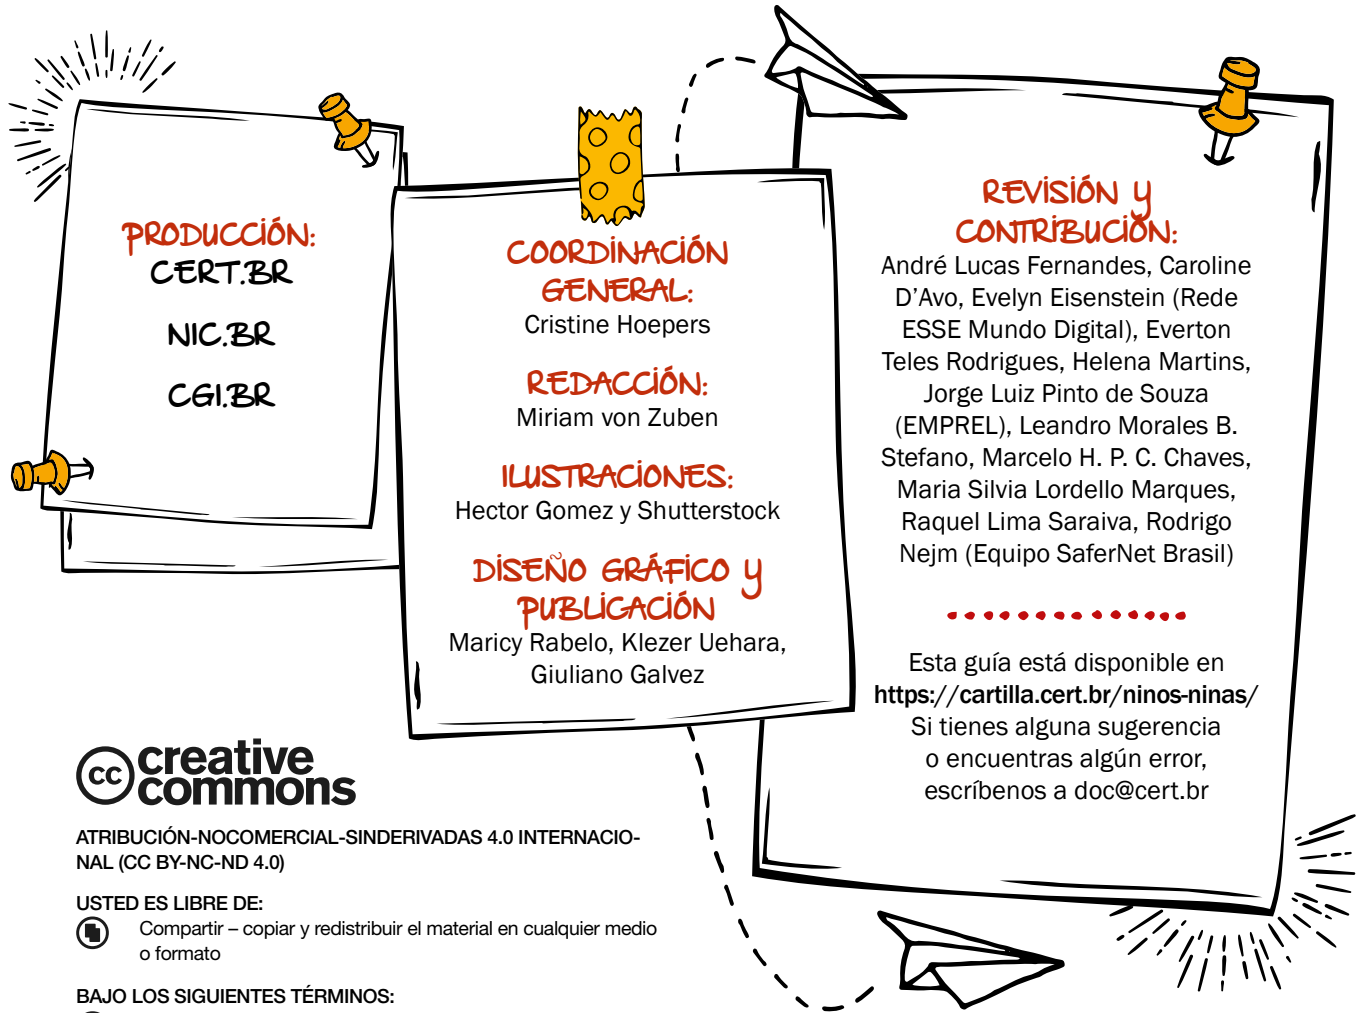 PRODUCCIÓN:
CERT.BR
NIC.BR
CGI.BR
COORDINACIÓN
GENERAL:
Cristine Hoepers
REDACCIÓN:
Miriam von Zuben
ILUSTRACIONES:
Hector Gomez y Shutterstock
DISEÑO GRÁFICO Y
PUBLICACIÓN
Maricy Rabelo, Klezer Uehara,
Giuliano Galvez
REVISIÓN Y
CONTRIBUCIÓN:
André Lucas Fernandes, Caroline
D’Avo, Evelyn Eisenstein (Rede
ESSE Mundo Digital), Everton
Teles Rodrigues, Helena Martins,
Jorge Luiz Pinto de Souza
(EMPREL), Leandro Morales B.
Stefano, Marcelo H. P. C. Chaves,
Maria Silvia Lordello Marques,
Raquel Lima Saraiva, Rodrigo
Nejm (Equipo SaferNet Brasil)
Esta guía está disponible en
https://cartilla.cert.br/ninos-ninas/
Si tienes alguna sugerencia
o encuentras algún error,
escríbenos a doc@cert.br
cc creative
commons
ATRIBUCIÓN-NOCOMERCIAL-SINDERIVADAS 4.0 INTERNACIO-
NAL (CC BY-NC-ND 4.0)
USTED ES LIBRE DE:
Compartir – copiar y redistribuir el material en cualquier medio
o formato
BAJO LOS SIGUIENTES TÉRMINOS: